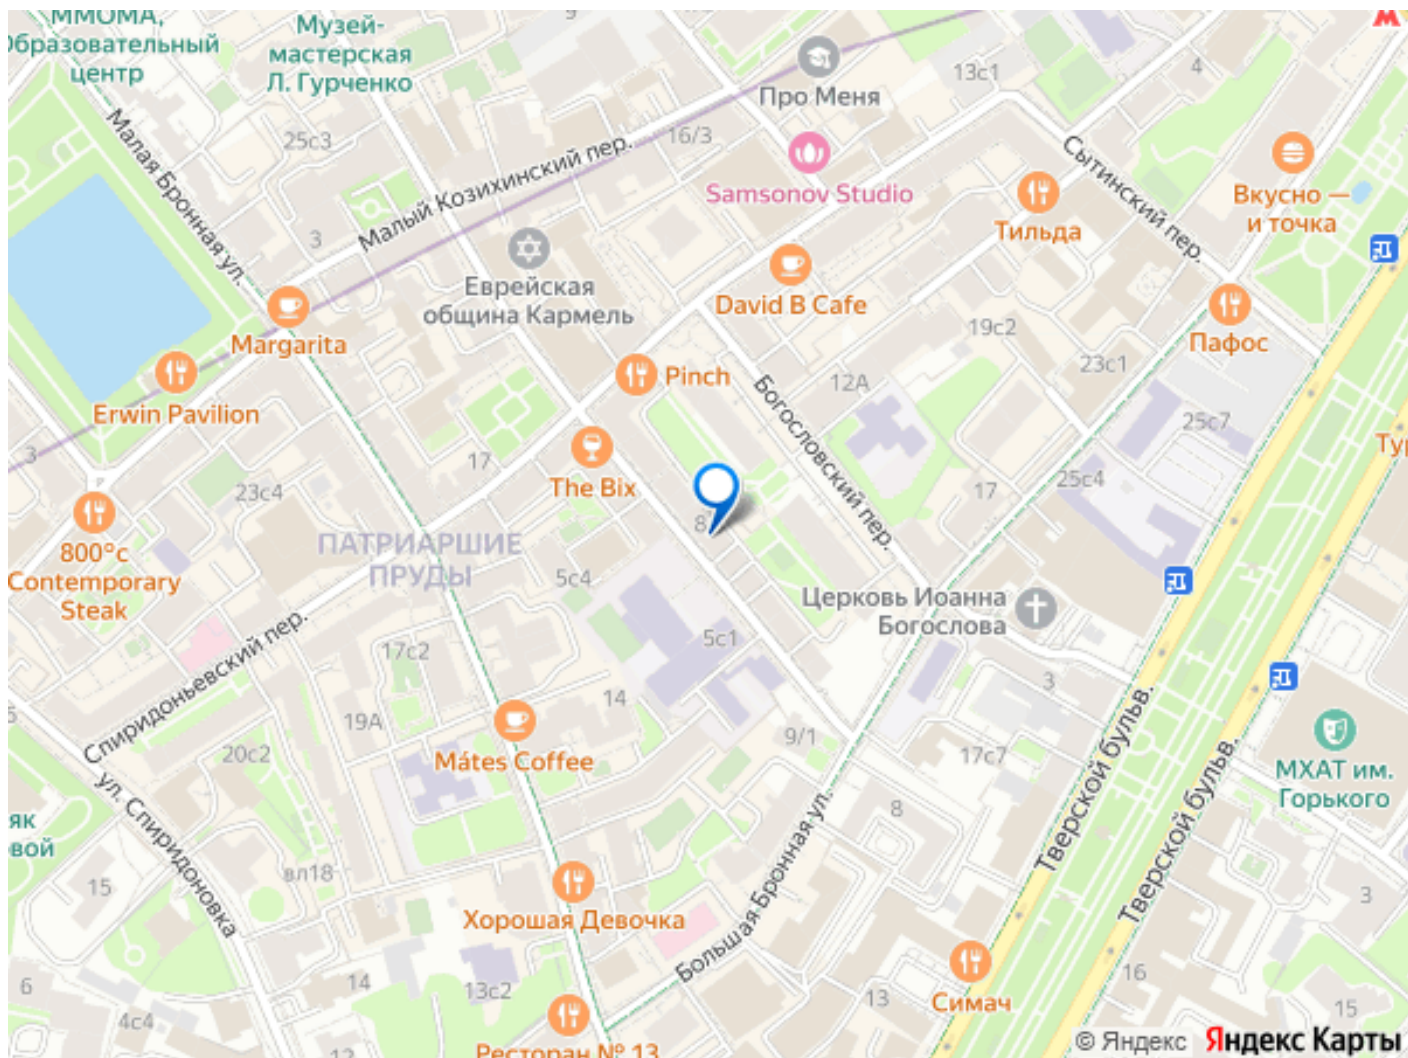 ММОМА,
Образовательный
центр
Музей-
мастерская
Л. Гурченко
9
Про Меня
13с1
4
25с3
16/3
Малая Бронная ул.
Малый Козихинский пер.
Samsonov Studio
Сытинский пер.
Вкусно —
и точка
Тильда
3
Еврейская
община Кармель
David B Cafe
Margarita
19с2
Пафос
Erwin Pavilion
Pinch
12А
23с1
Богословский пер.
25с7
3
17
The Bix
23с4
17
25с4
8
ПАТРИАРШИЕ
ПРУДЫ
800°c
Contemporary
Steak
5с4
Церковь Иоанна
Богослова
Спиридоньевский пер.
17с2
5с1
3
19А
14
9/1
17с7
20с2
Mátes Coffee
МХАТ им.
Горького
ул. Спиридоновка
Тверской бульв.
Тверской бульв.
8
вл18
15
3
Хорошая Девочка
Большая Бронная ул.
6
14
13с2
13
Симач
16
15
4с4
12
Ресторан № 13
© Яндекс Яндекс Карты